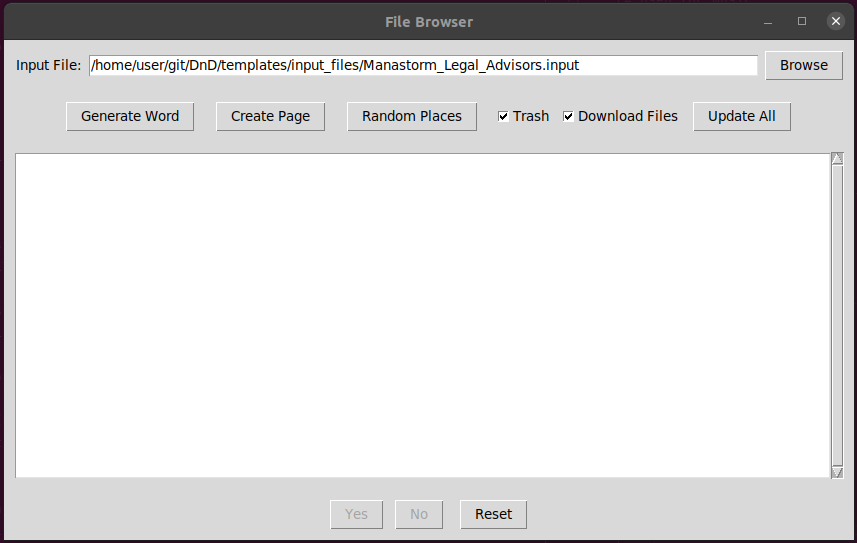 File Browser
Input File: /home/user/git/DnD/templates/input_files/Manastorm_Legal_Advisors.input Browse
Generate Word Create Page Random Places Trash Download Files Update All
Yes No Reset